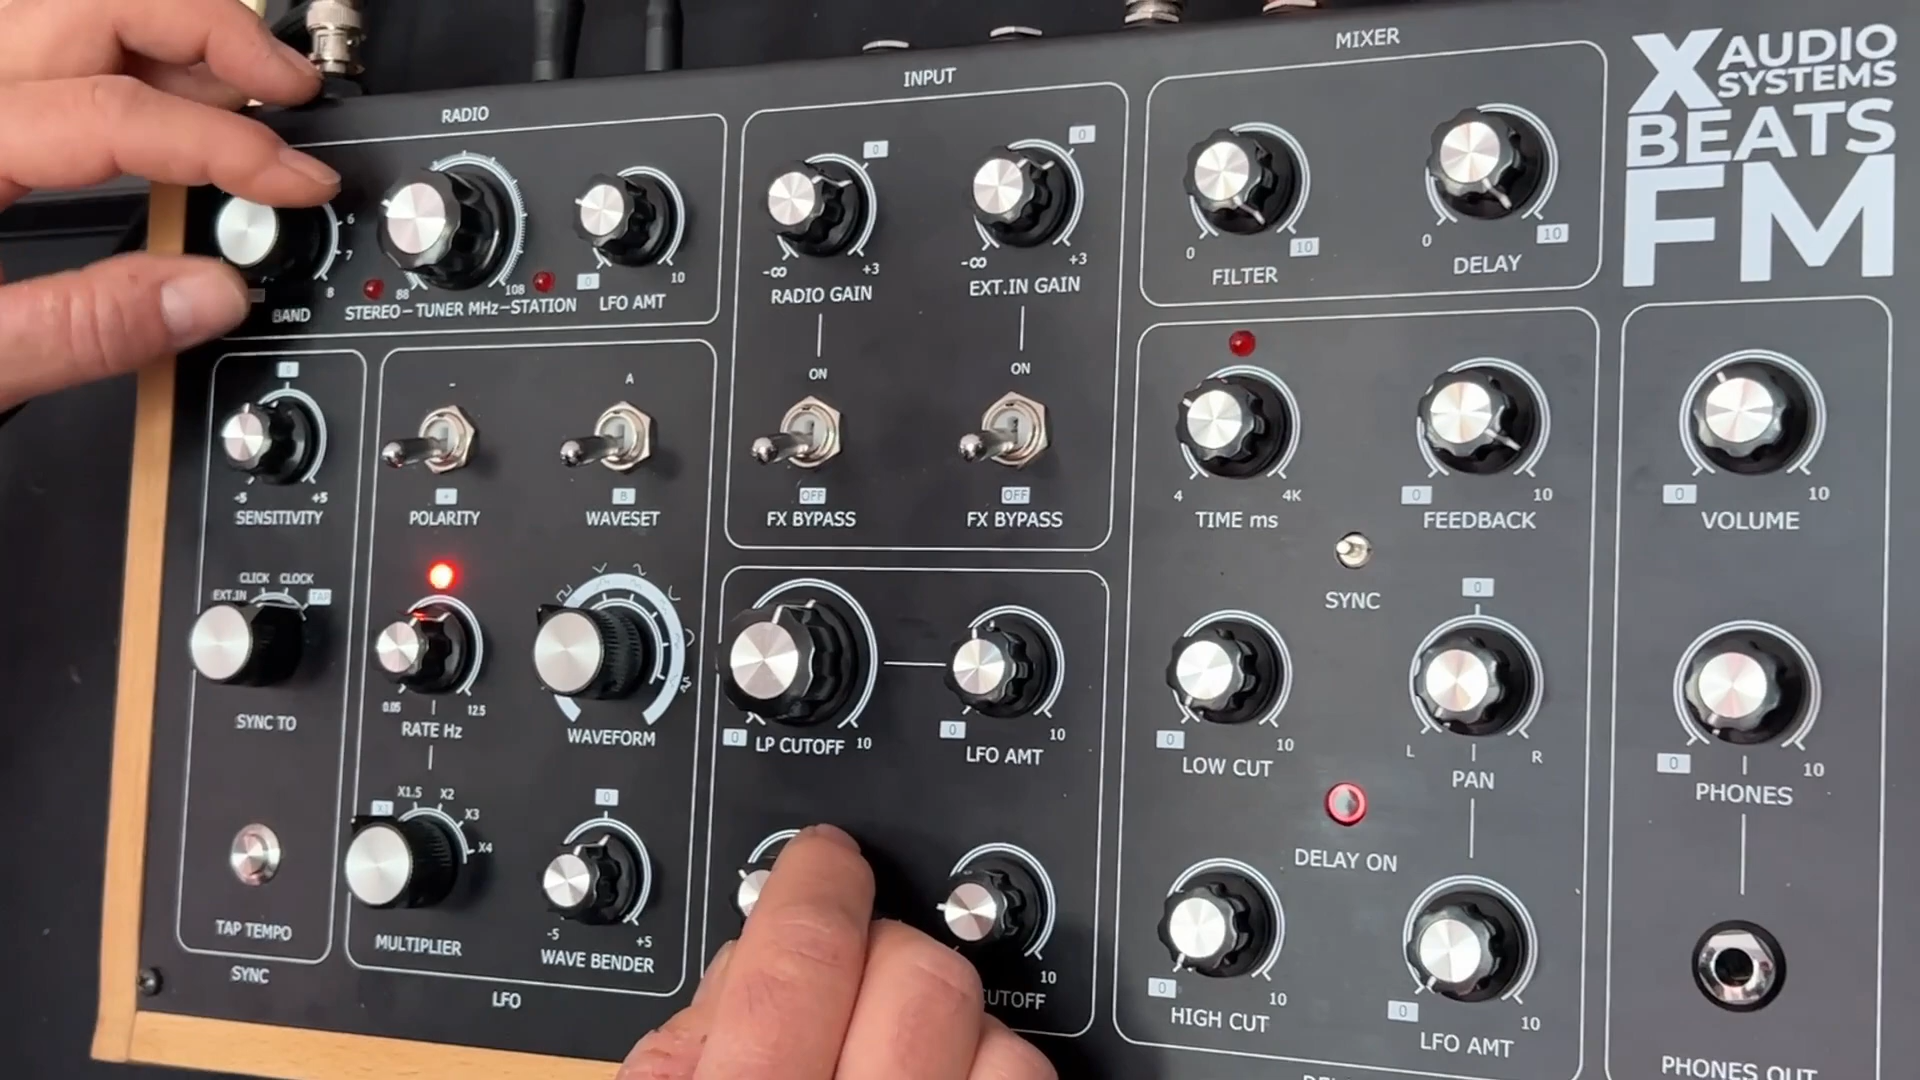 X AUDIO
SYSTEMS
BEATS
FM
RADIO
INPUT
MIXER
6
7
8
BAND
88
108
STEREO-TUNER MHz-STATION
0
10
LFO AMT
0
-∞
+3
RADIO GAIN
0
-∞
+3
EXT.IN GAIN
0
10
FILTER
0
10
DELAY
ON
OFF
FX BYPASS
ON
OFF
FX BYPASS
0
-5
+5
SENSITIVITY
-
+
POLARITY
A
B
WAVESET
4
4K
TIME ms
0
10
FEEDBACK
0
10
VOLUME
SYNC
EXT.IN
CLICK
CLOCK
TAP
SYNC TO
0.05
12.5
RATE Hz
WAVEFORM
0
10
LP CUTOFF
0
10
LFO AMT
0
10
LOW CUT
0
L
R
PAN
0
10
PHONES
TAP TEMPO
SYNC
X1
X1.5
X2
X3
X4
MULTIPLIER
0
-5
+5
WAVE BENDER
LFO
10
CUTOFF
DELAY ON
0
10
HIGH CUT
0
10
LFO AMT
PHONES OUT